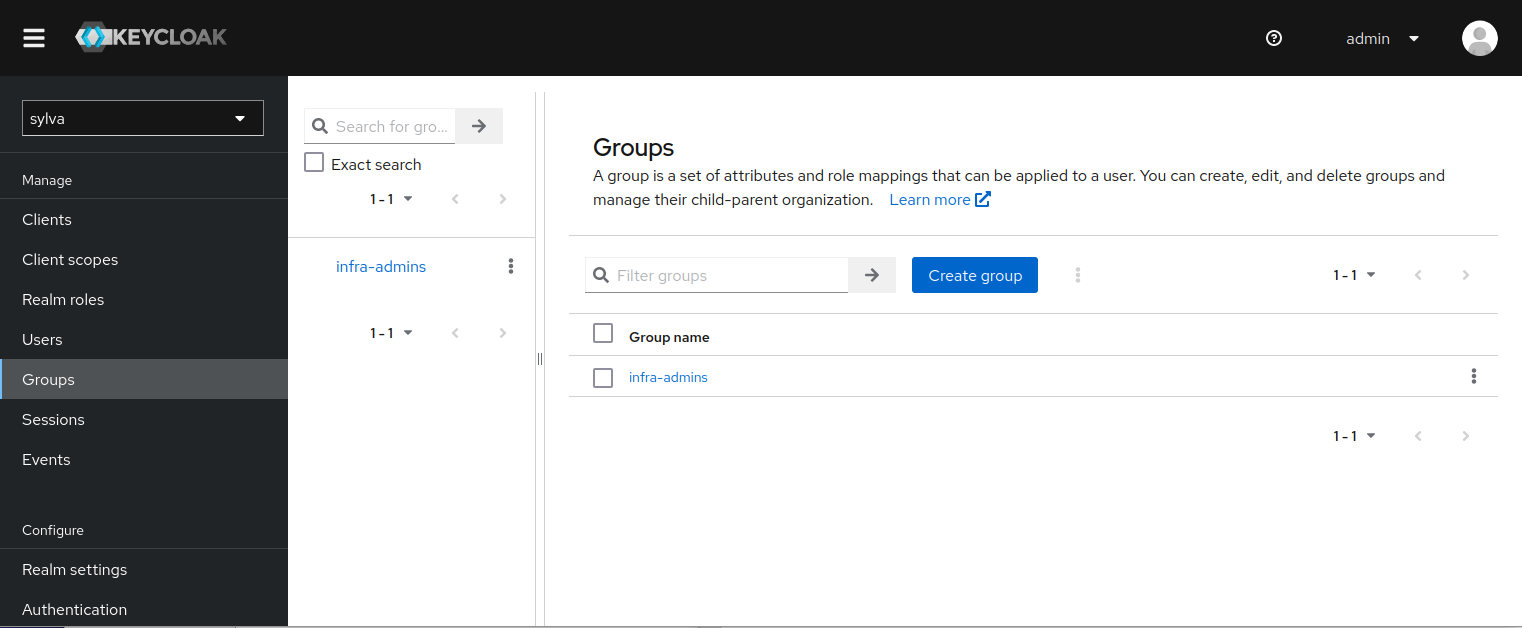 KEYCLOAK
admin
sylva
Manage
Clients
Client scopes
Realm roles
Users
Groups
Sessions
Events
Configure
Realm settings
Authentication
Search for gro...
Exact search
1 - 1
infra-admins
1 - 1
Groups
A group is a set of attributes and role mappings that can be applied to a user. You can create, edit, and delete groups and
manage their child-parent organization. Learn more
Filter groups
Create group
1 - 1
Group name
infra-admins
1 - 1